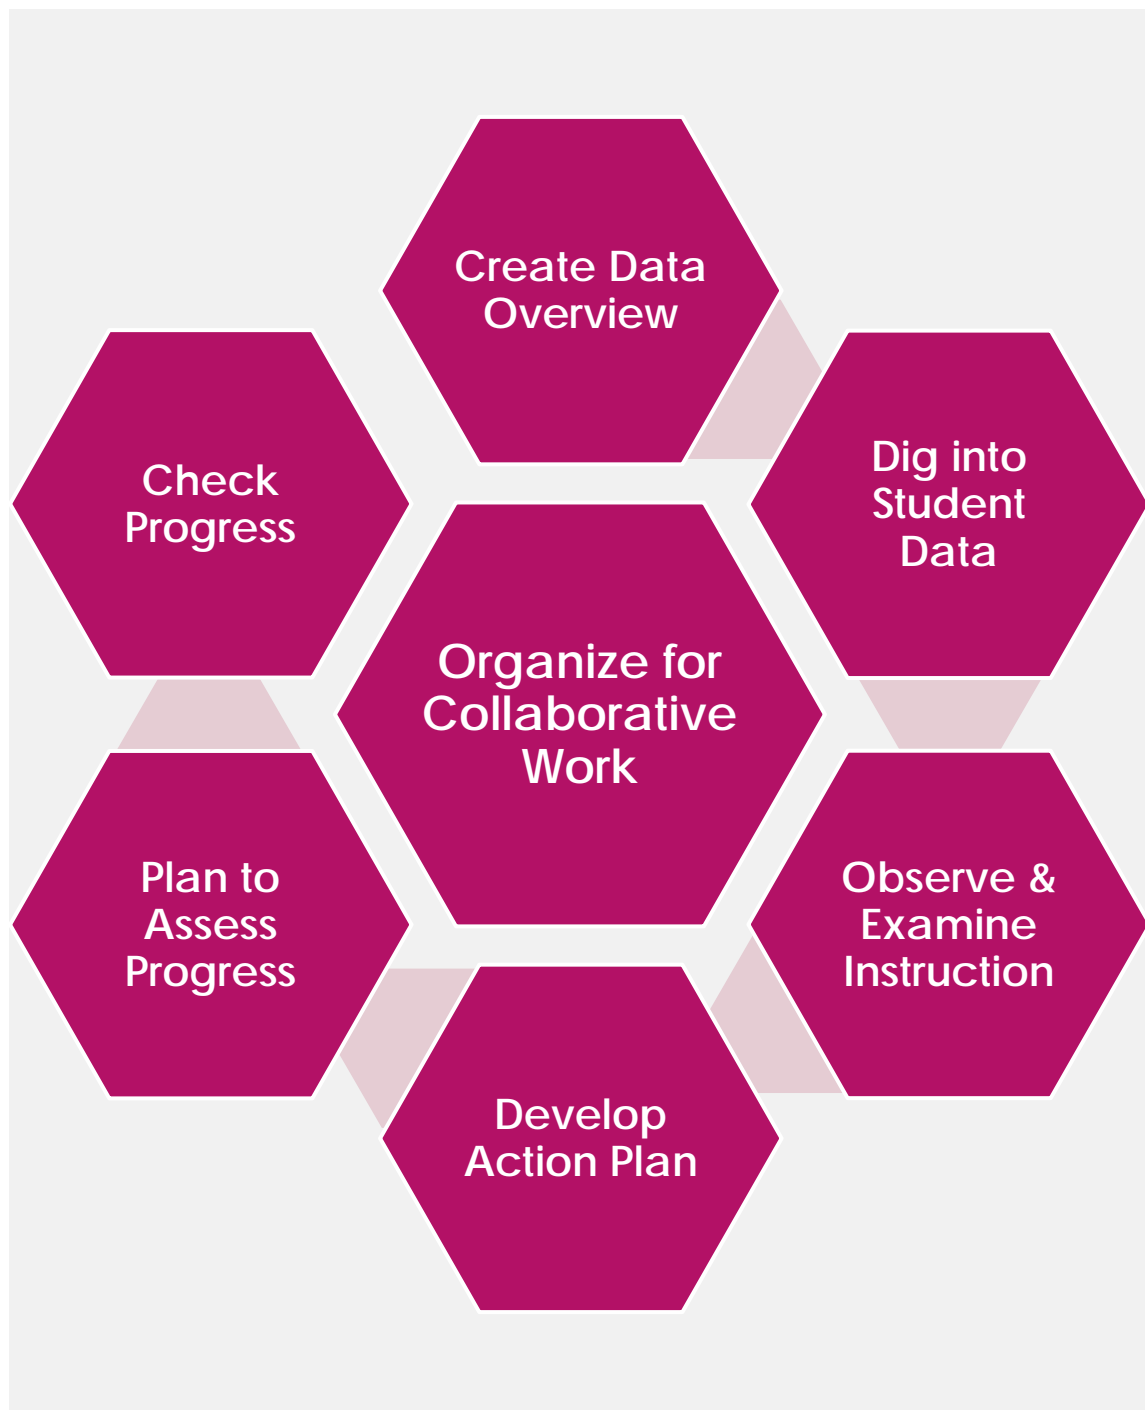 Create Data
Overview
Dig into
Student
Data
Observe &
Examine
Instruction
Develop
Action Plan
Plan to
Assess
Progress
Check
Progress
Organize for
Collaborative
Work